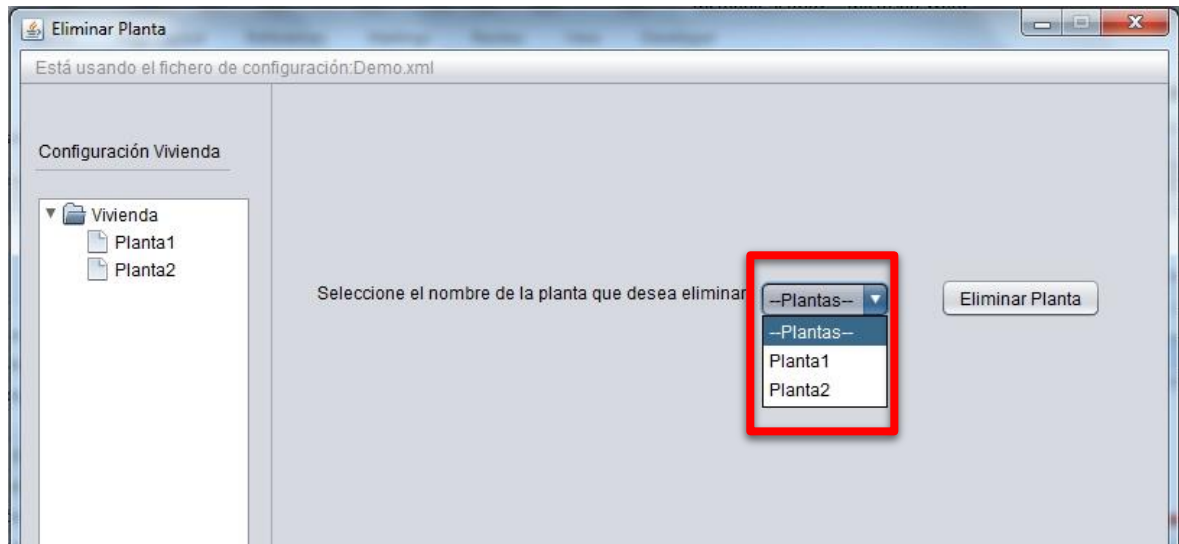 Eliminar Planta
Está usando el fichero de configuración:Demo.xml
Configuración Vivienda
Vivienda
Planta1
Planta2
Seleccione el nombre de la planta que desea eliminar
--Plantas--
Eliminar Planta
--Plantas--
Planta1
Planta2